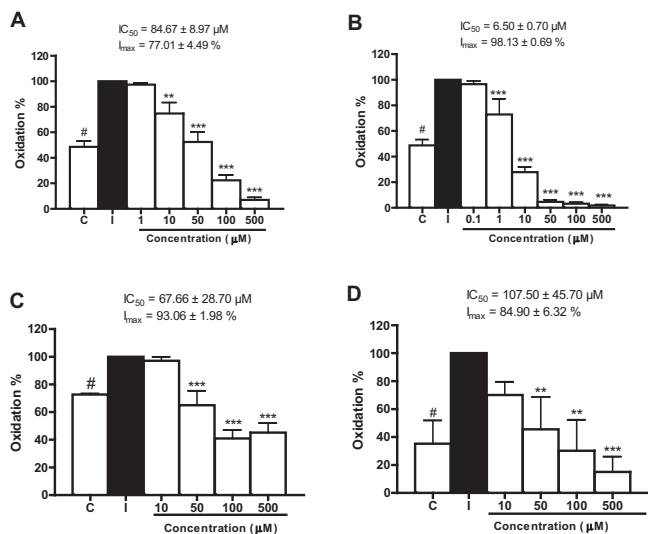 A
IC50 = 84.67 ± 8.97 µM
Imax = 77.01 ± 4.49 %
Oxidation %
120
100
80
60
40
20
0
#
**
***
***
***
C I 1 10 50 100 500
Concentration (µM)
B
IC50 = 6.50 ± 0.70 µM
Imax = 98.13 ± 0.69 %
Oxidation %
120
100
80
60
40
20
0
#
***
***
***
***
***
C I 0.1 1 10 50 100 500
Concentration (µM)
C
IC50 = 67.66 ± 28.70 µM
Imax = 93.06 ± 1.98 %
Oxidation %
120
100
80
60
40
20
0
#
***
***
***
C I 10 50 100 500
Concentration (µM)
D
IC50 = 107.50 ± 45.70 µM
Imax = 84.90 ± 6.32 %
Oxidation %
120
100
80
60
40
20
0
#
**
**
***
C I 10 50 100 500
Concentration (µM)